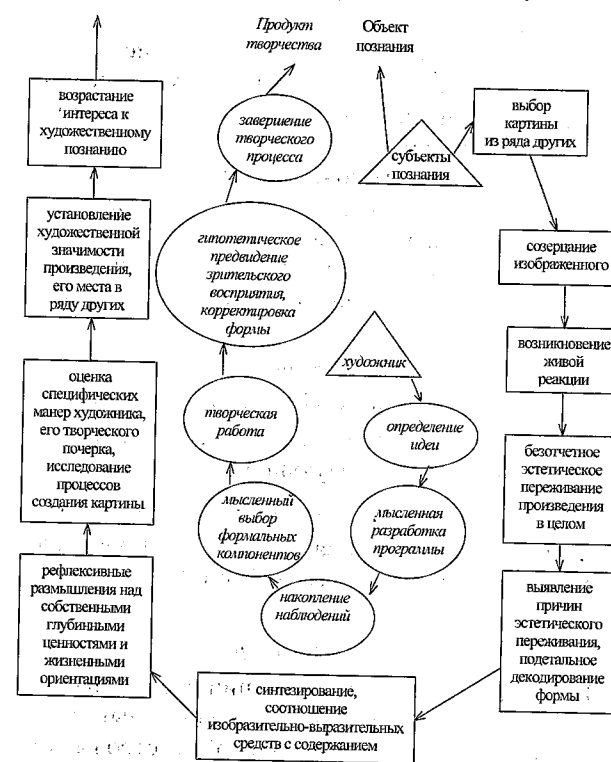 Продукт
творчества
Объект
познания
возрастание
интереса к
художественному
познанию
завершение
творческого
процесса
субъекты
познания
выбор
картины
из ряда других
установление
художественной
значимости
произведения,
его места в
ряду других
гипотетическое
предвидение
зрительского
восприятия,
корректировка
формы
созерцание
изображенного
возникновение
живой
реакции
художник
оценка
специфических
манер художника,
его творческого
почерка,
исследование
процессов
создания картины
творческая
работа
определение
идеи
безотчетное
эстетическое
переживание
произведения
в целом
мысленный
выбор
формальных
компонентов
мысленная
разработка
программы
накопление
наблюдений
рефлексивные
размышления над
собственными
глубинными
ценностями и
жизненными
ориентациями
выявление
причин
эстетического
переживания,
подетальное
декодирование
формы
синтезирование,
соотношение
изобразительно-выразительных
средств с содержанием